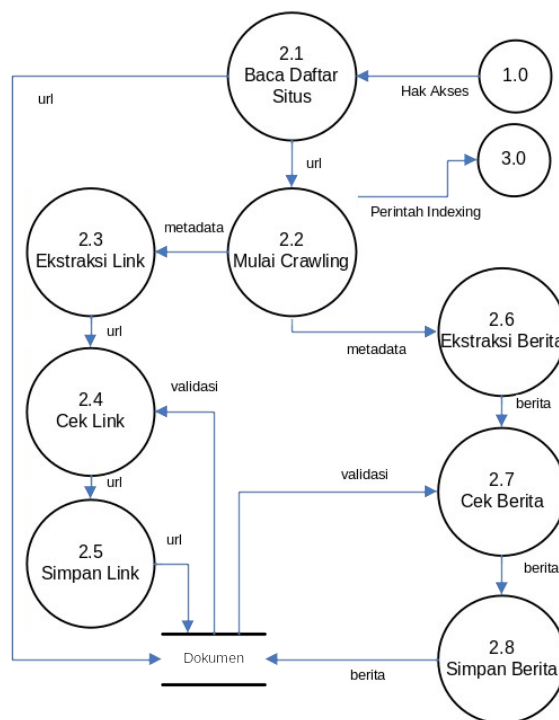 2.1
Baca Daftar
Situs
1.0
Hak Akses
url
url
3.0
Perintah Indexing
2.3
Ekstraksi Link
metadata
2.2
Mulai Crawling
2.6
Ekstraksi Berita
metadata
url
2.4
Cek Link
validasi
berita
2.7
Cek Berita
validasi
url
2.5
Simpan Link
url
berita
2.8
Simpan Berita
Dokumen
berita